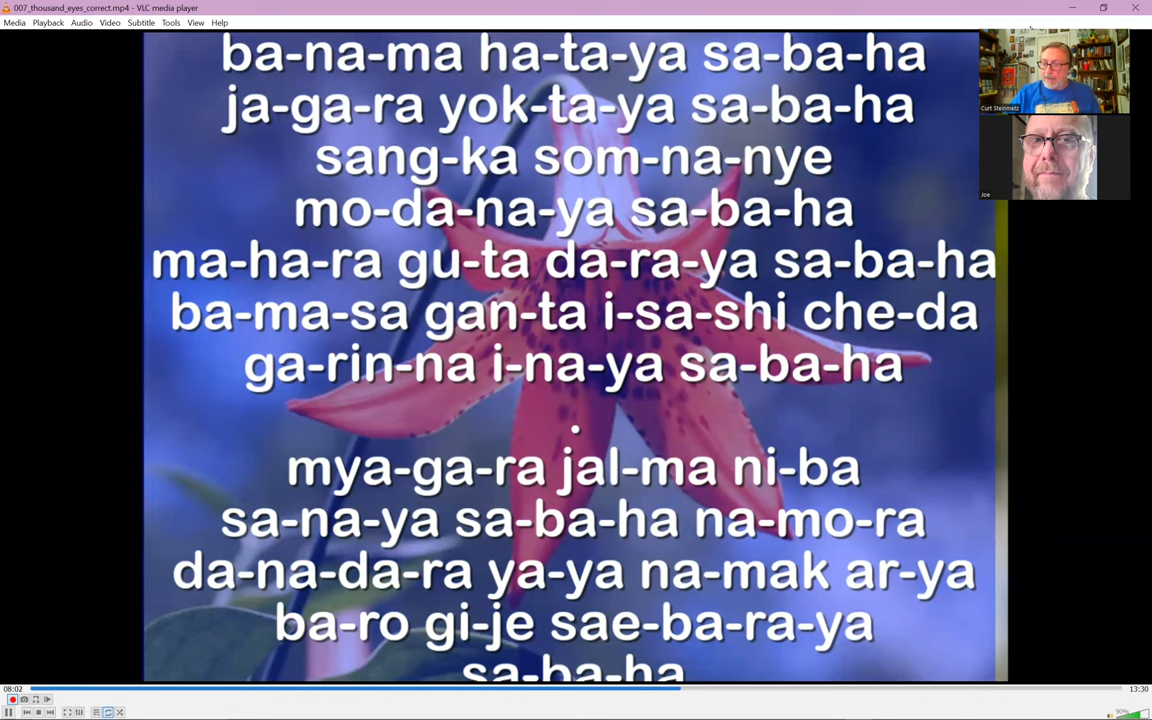 007_thousand_eyes_correct.mp4 - VLC media player
Media Playback Audio Video Subtitle Tools View Help
ba-na-ma ha-ta-ya sa-ba-ha
ja-ga-ra yok-ta-ya sa-ba-ha
sang-ka som-na-nye
mo-da-na-ya sa-ba-ha
ma-ha-ra gu-ta da-ra-ya sa-ba-ha
ba-ma-sa gan-ta i-sa-shi che-da
ga-rin-na i-na-ya sa-ba-ha
.
mya-ga-ra jal-ma ni-ba
sa-na-ya sa-ba-ha na-mo-ra
da-na-da-ra ya-ya na-mak ar-ya
ba-ro gi-je sae-ba-ra-ya
sa-ba-ha
Curt Steinmetz
Joe
08:02
13:30
90%